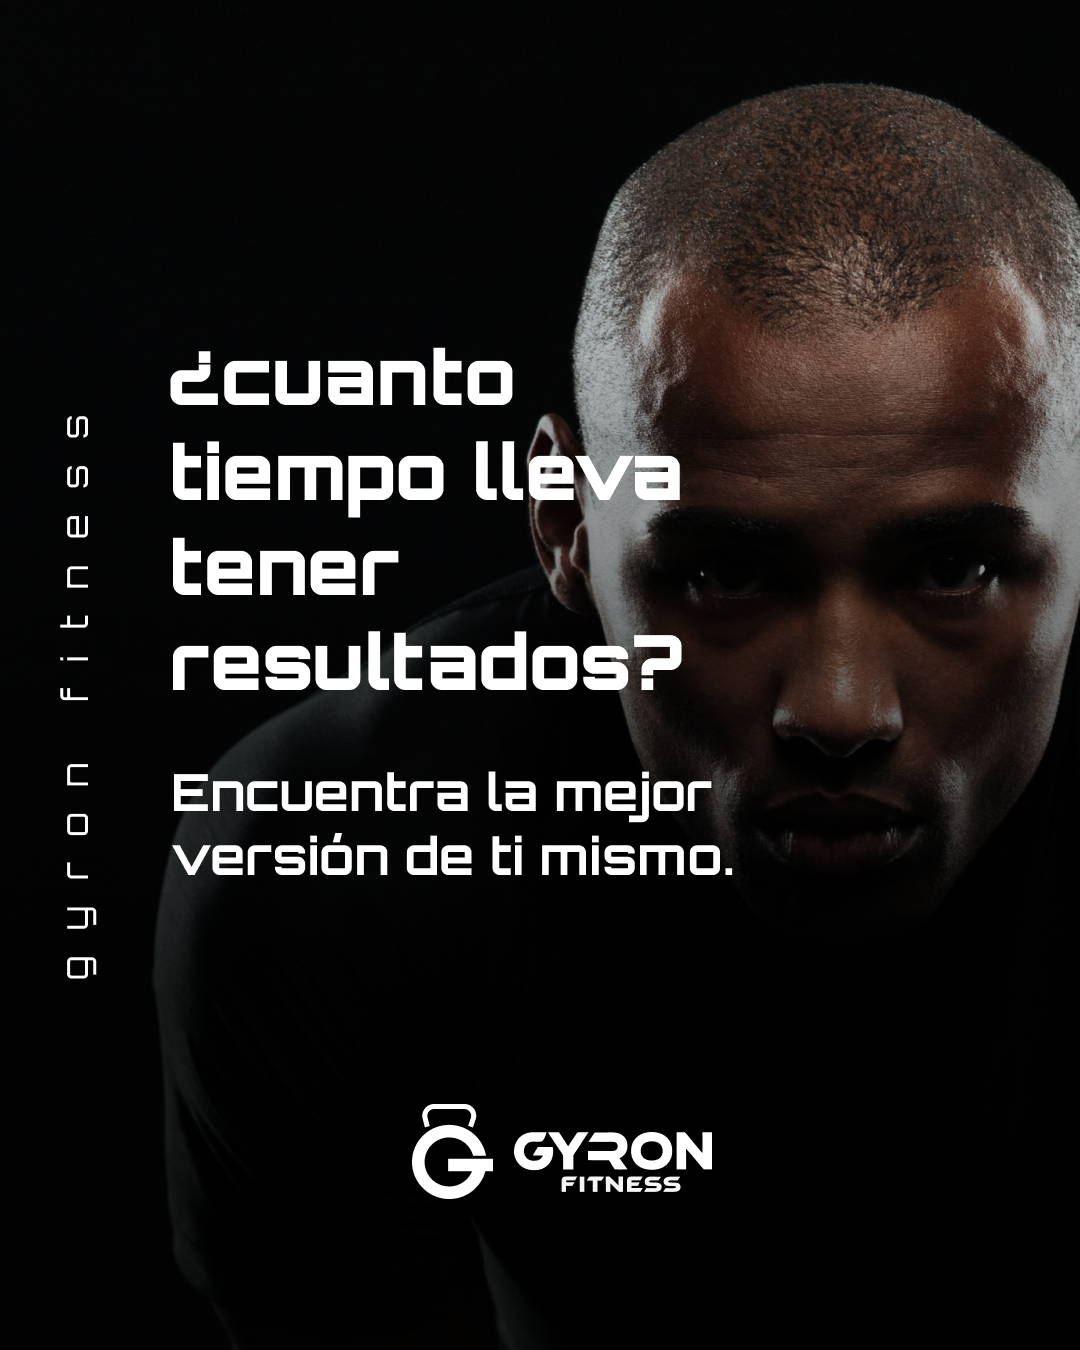 ¿cuanto
tiempo lleva
tener
resultados?
Encuentra la mejor
versión de ti mismo.
gyron fitness
GYRON
FITNESS